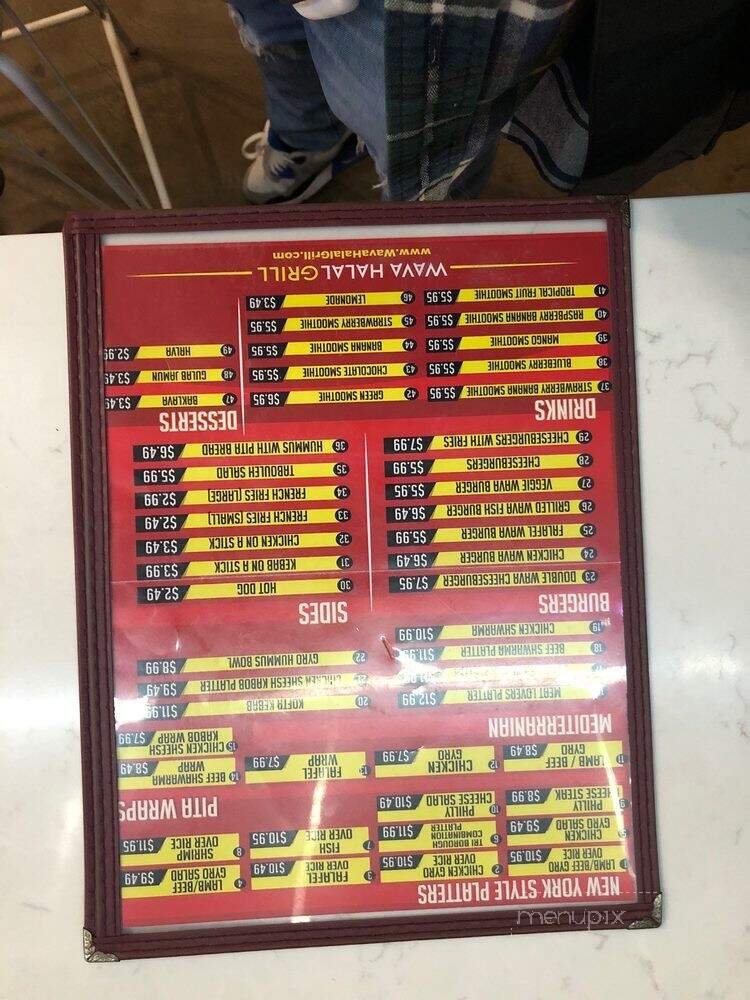 NEW YORK STYLE PLATTERS
1 LAMB/BEEF GYRO OVER RICE $10.95
2 CHICKEN GYRO OVER RICE $10.95
3 FALAFEL OVER RICE $10.49
4 LAMB/BEEF GYRO SALAD $9.49
5 CHICKEN GYRO SALAD $9.49
6 TRI BOROUGH COMBINATION PLATTER $11.99
7 FISH OVER RICE $10.95
8 SHRIMP OVER RICE $11.95
9 PHILLY CHEESE STEAK $8.99
10 PHILLY CHEESE SALAD $10.49
PITA WRAPS
11 LAMB / BEEF GYRO $8.49
12 CHICKEN GYRO $7.99
13 FALAFEL WRAP $7.99
14 BEEF SHAWARMA WRAP $8.49
15 CHICKEN SHEESH KABOB WRAP $7.99
MEDITERRANIAN
MEAT LOVERS PLATTER $12.99
18 BEEF SHWARMA PLATTER $11.99
19 CHICKEN SHWARMA $10.99
20 KOFTA KEBAB $11.99
21 CHICKEN SHEESH KABOB PLATTER $9.49
22 GYRO HUMMUS BOWL $8.99
BURGERS
23 DOUBLE WAVA CHEESEBURGER $7.95
24 CHICKEN WAVA BURGER $6.49
25 FALAFEL WAVA BURGER $5.95
26 GRILLED WAVA FISH BURGER $6.49
27 VEGGIE WAVA BURGER $5.95
28 CHEESEBURGERS $5.99
29 CHEESEBURGERS WITH FRIES $7.99
SIDES
30 HOT DOG $2.49
31 KEBAB ON A STICK $3.99
32 CHICKEN ON A STICK $3.49
33 FRENCH FRIES (SMALL) $2.49
34 FRENCH FRIES (LARGE) $2.99
35 TABOULEH SALAD $5.99
36 HUMMUS WITH PITA BREAD $6.49
DRINKS
37 STRAWBERRY BANANA SMOOTHIE $5.95
38 BLUEBERRY SMOOTHIE $5.95
39 MANGO SMOOTHIE $5.95
40 RASPBERRY BANANA SMOOTHIE $5.95
41 TROPICAL FRUIT SMOOTHIE $5.95
42 GREEN SMOOTHIE $6.95
43 CHOCOLATE SMOOTHIE $5.95
44 BANANA SMOOTHIE $5.95
45 STRAWBERRY SMOOTHIE $5.95
46 LEMONADE $3.49
DESSERTS
47 BAKLAVA $3.49
48 GULAB JAMUN $3.49
49 HALVA $2.99
WAVA HALAL GRILL
www.WavaHalalGrill.com
menupix